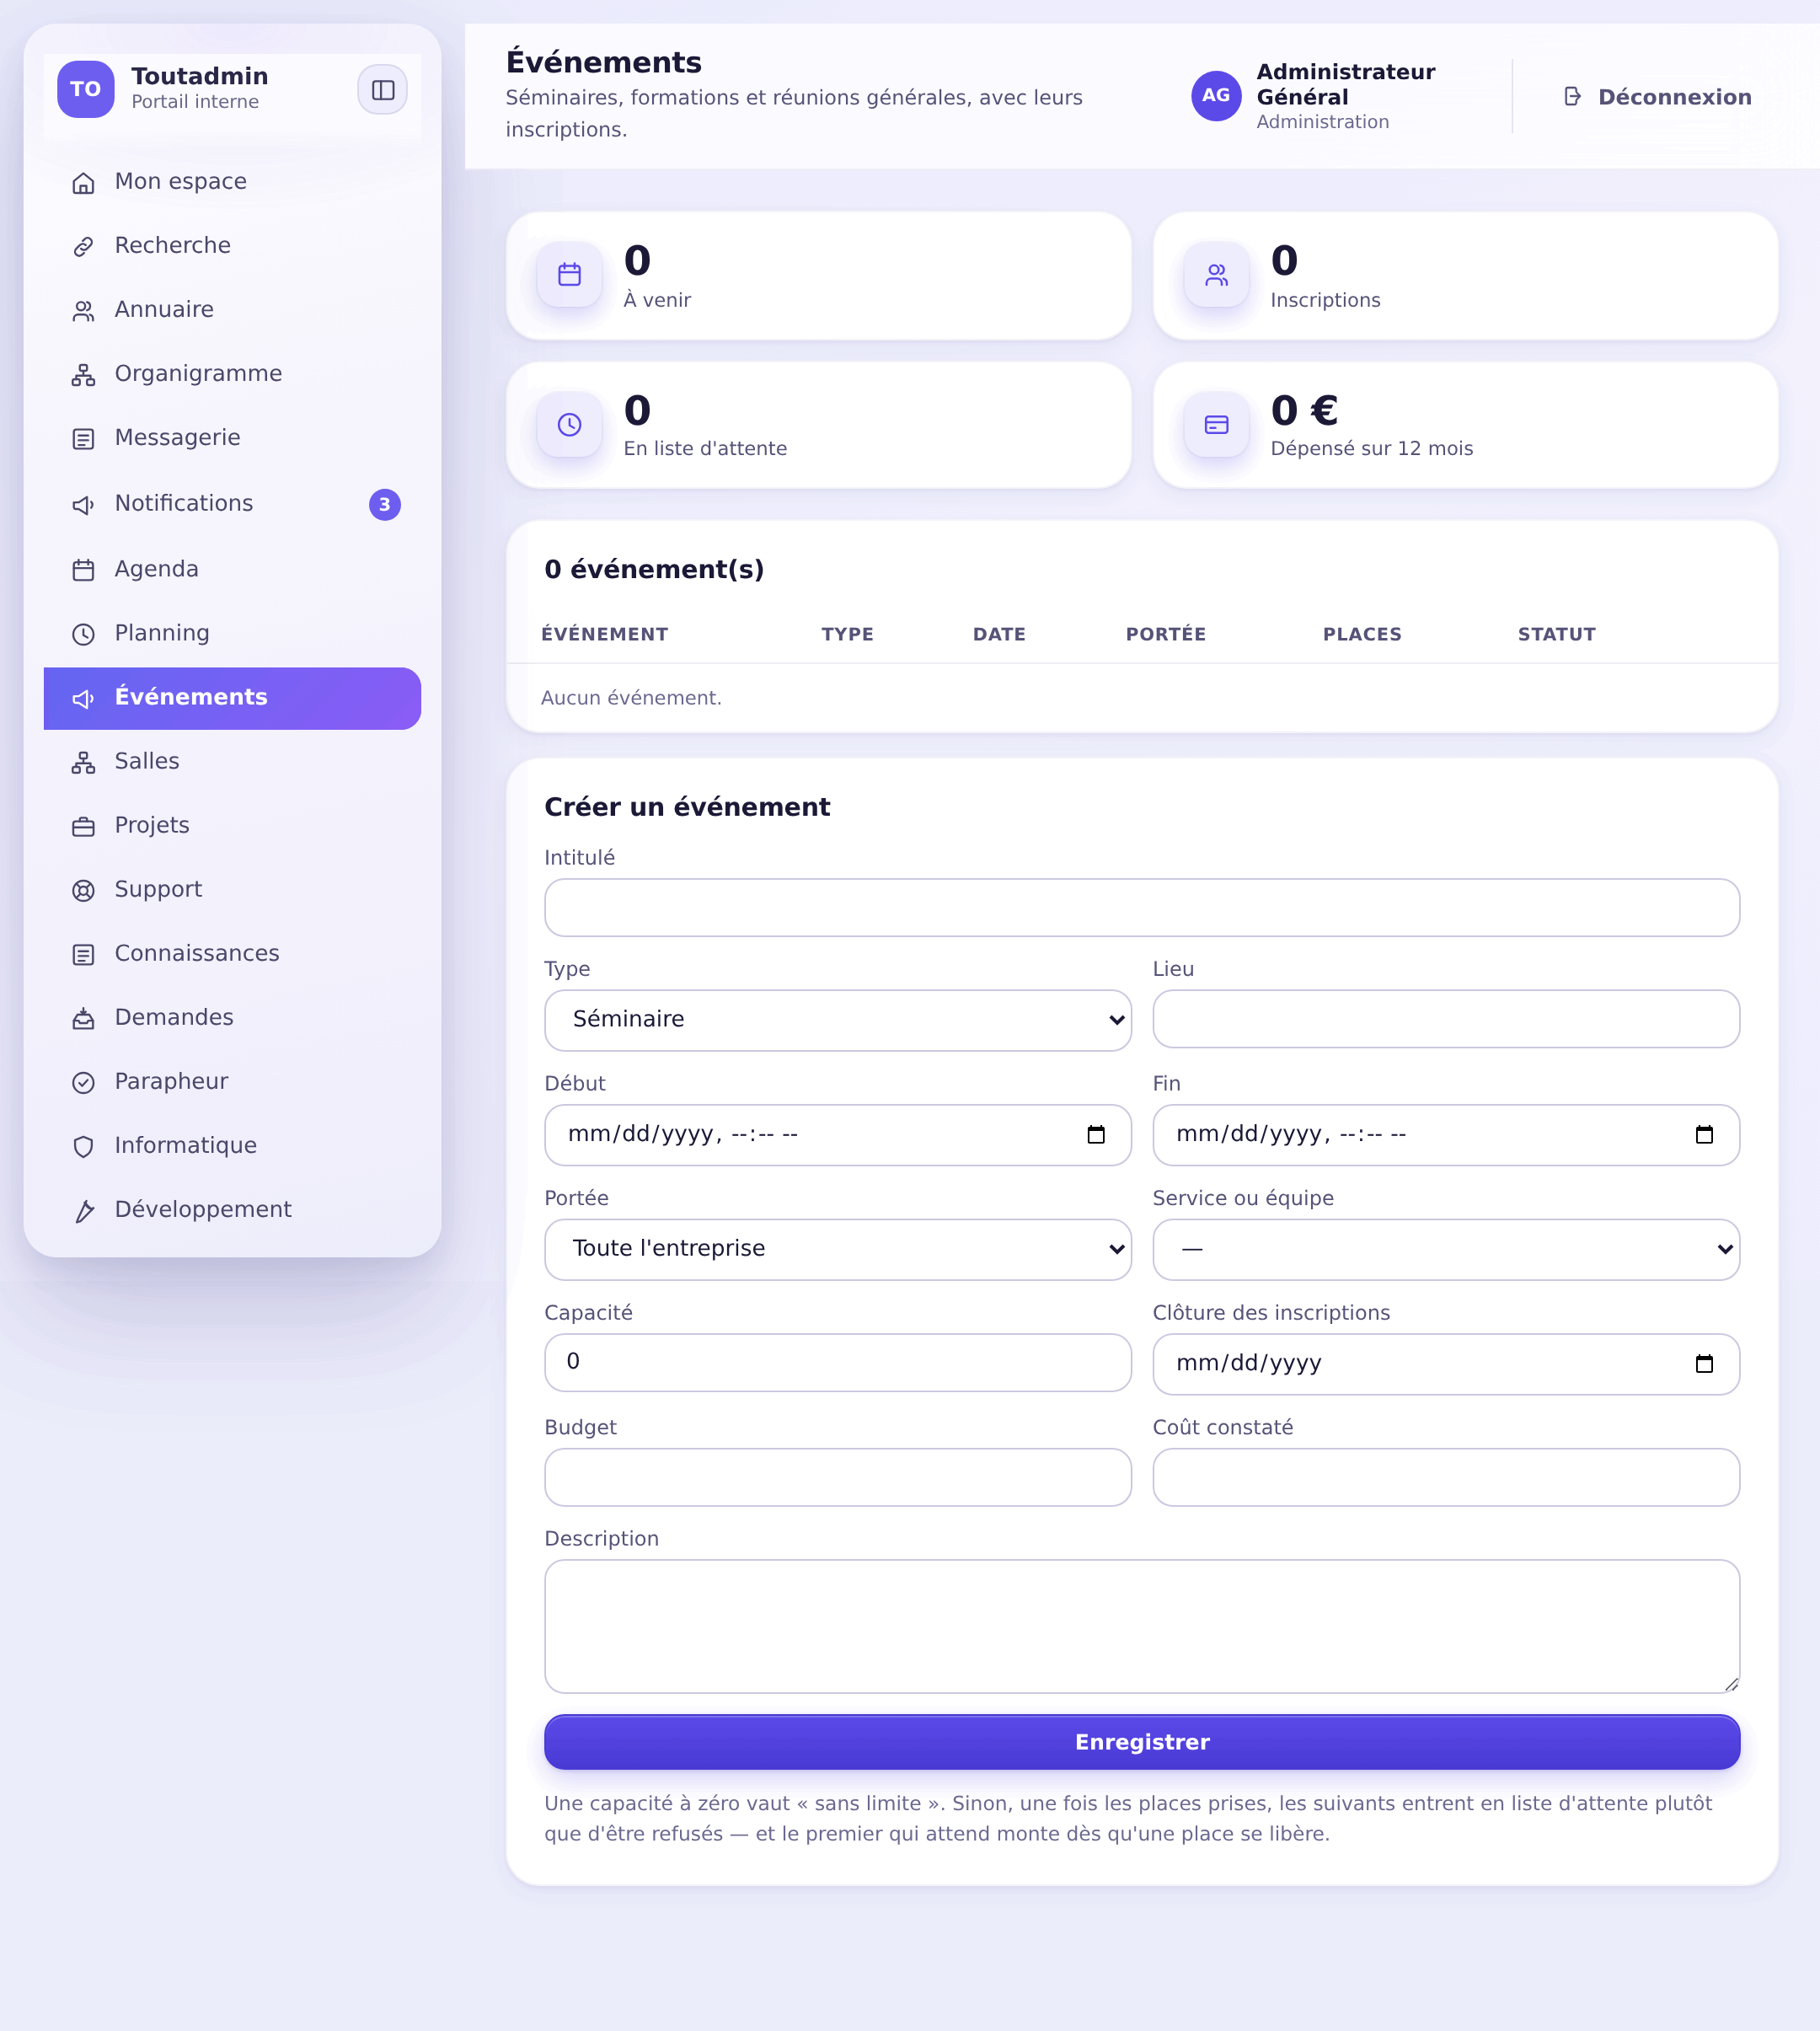 TO
Toutadmin
Portail interne
Mon espace
Recherche
Annuaire
Organigramme
Messagerie
Notifications 3
Agenda
Planning
Événements
Salles
Projets
Support
Connaissances
Demandes
Parapheur
Informatique
Développement
Événements
Séminaires, formations et réunions générales, avec leurs
inscriptions.
AG
Administrateur
Général
Administration
Déconnexion
0
À venir
0
Inscriptions
0
En liste d'attente
0 €
Dépensé sur 12 mois
0 événement(s)
ÉVÉNEMENT TYPE DATE PORTÉE PLACES STATUT
Aucun événement.
Créer un événement
Intitulé
Type Lieu
Séminaire
Début Fin
mm/dd/yyyy, --:-- -- mm/dd/yyyy, --:-- --
Portée Service ou équipe
Toute l'entreprise —
Capacité Clôture des inscriptions
0 mm/dd/yyyy
Budget Coût constaté
Description
Enregistrer
Une capacité à zéro vaut « sans limite ». Sinon, une fois les places prises, les suivants entrent en liste d'attente plutôt
que d'être refusés — et le premier qui attend monte dès qu'une place se libère.